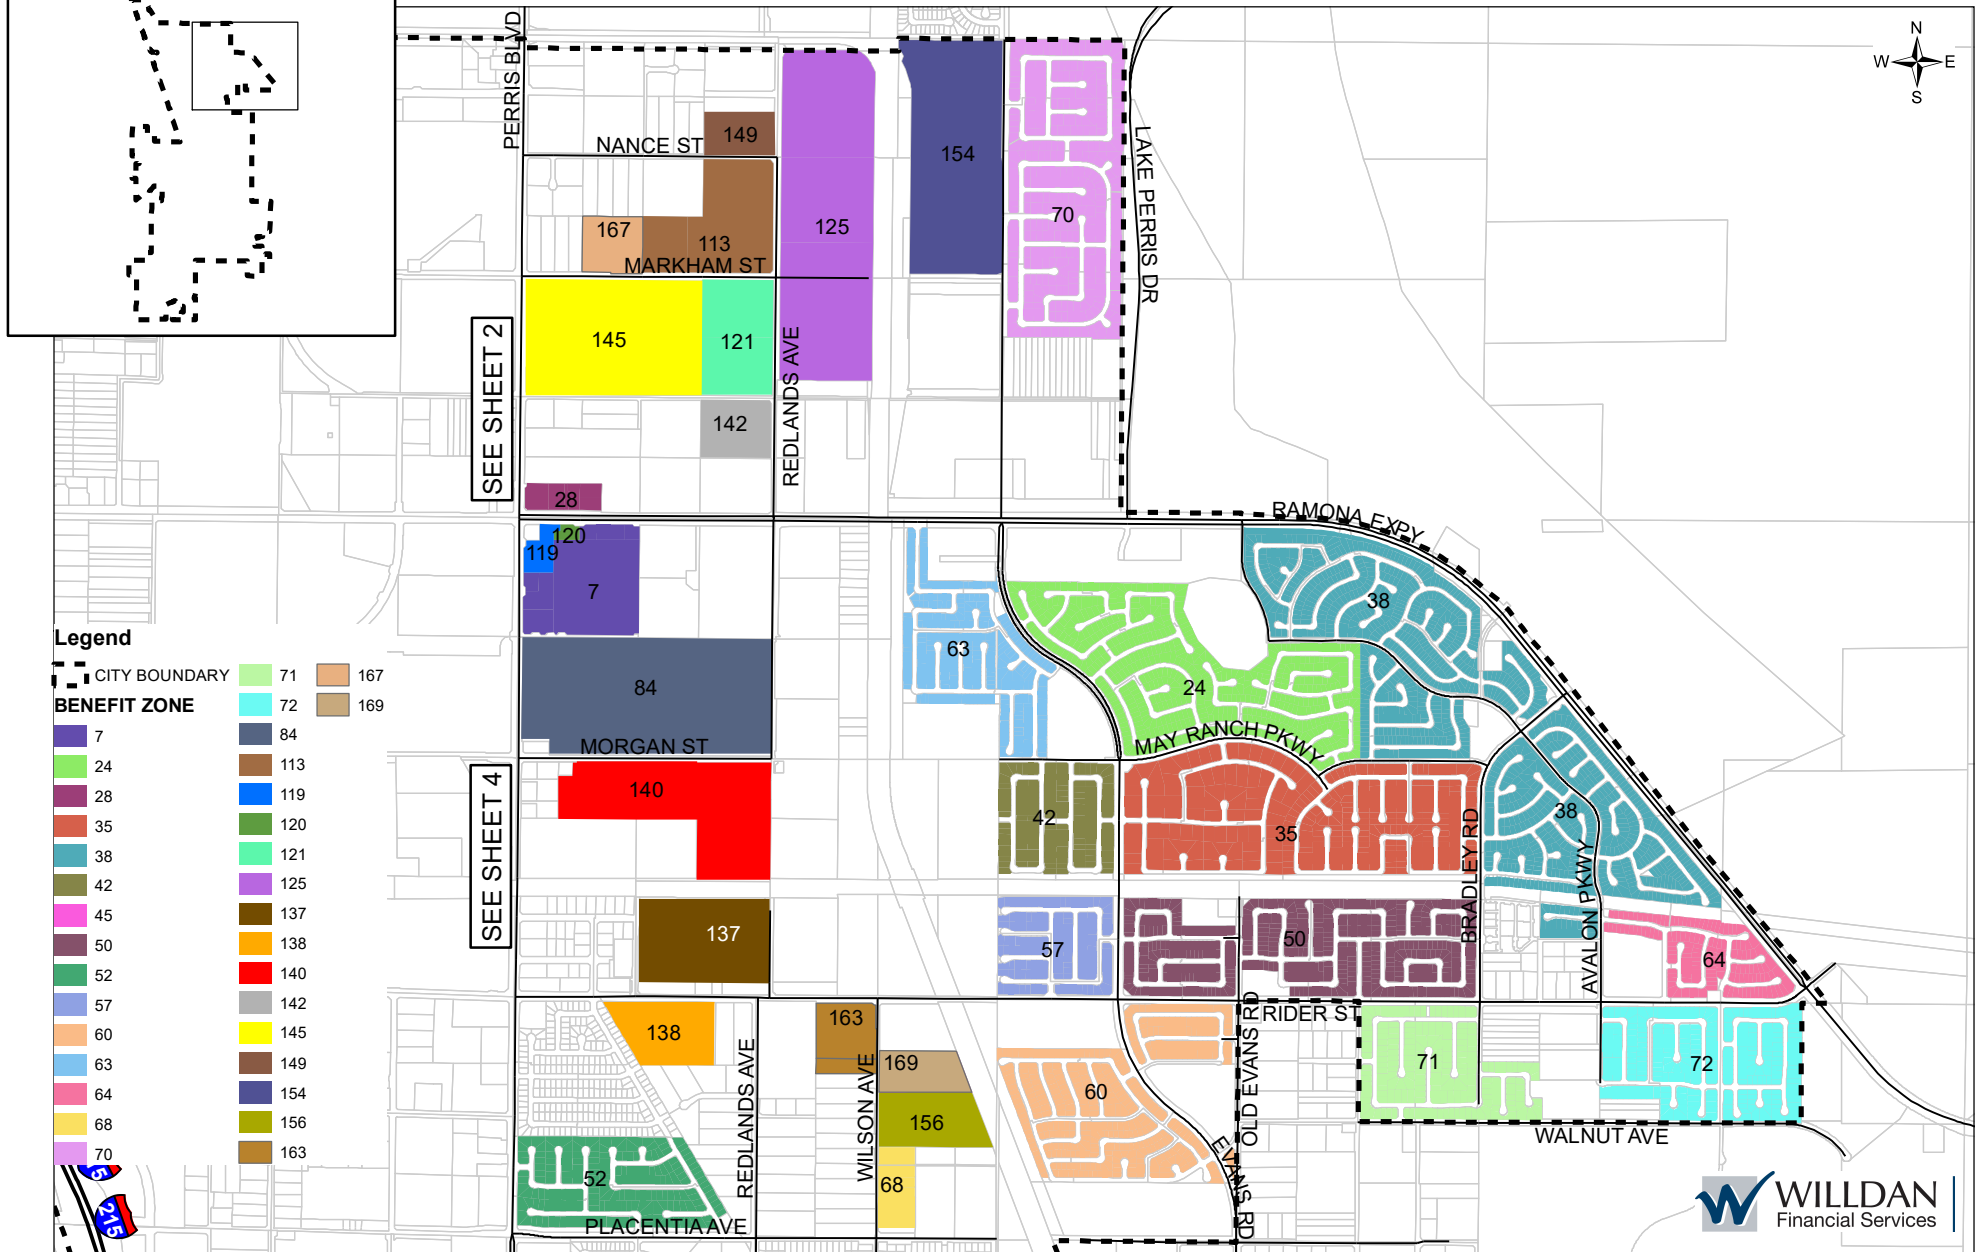 N
W E
S
PERRIS BLVD
NANCE ST
149
154
LAKE PERRIS DR
70
125
167
113
MARKHAM ST
SEE SHEET 2
145
121
REDLANDS AVE
142
28
RAMONA EXPY
120
119
7
38
63
24
84
MORGAN ST
MAY RANCH PKWY
SEE SHEET 4
140
42
35
38
BRADLEY RD
AVALON PKWY
137
57
50
64
138
163
RIDER ST
OLD EVANS RD
REDLANDS AVE
WILSON AVE
169
60
71
72
156
WALNUT AVE
EVANS RD
52
68
PLACENTIA AVE
Legend
CITY BOUNDARY
BENEFIT ZONE
7
24
28
35
38
42
45
50
52
57
60
63
64
68
70
71
72
84
113
119
120
121
125
137
138
140
142
145
149
154
156
163
167
169
215
WILLDAN
Financial Services